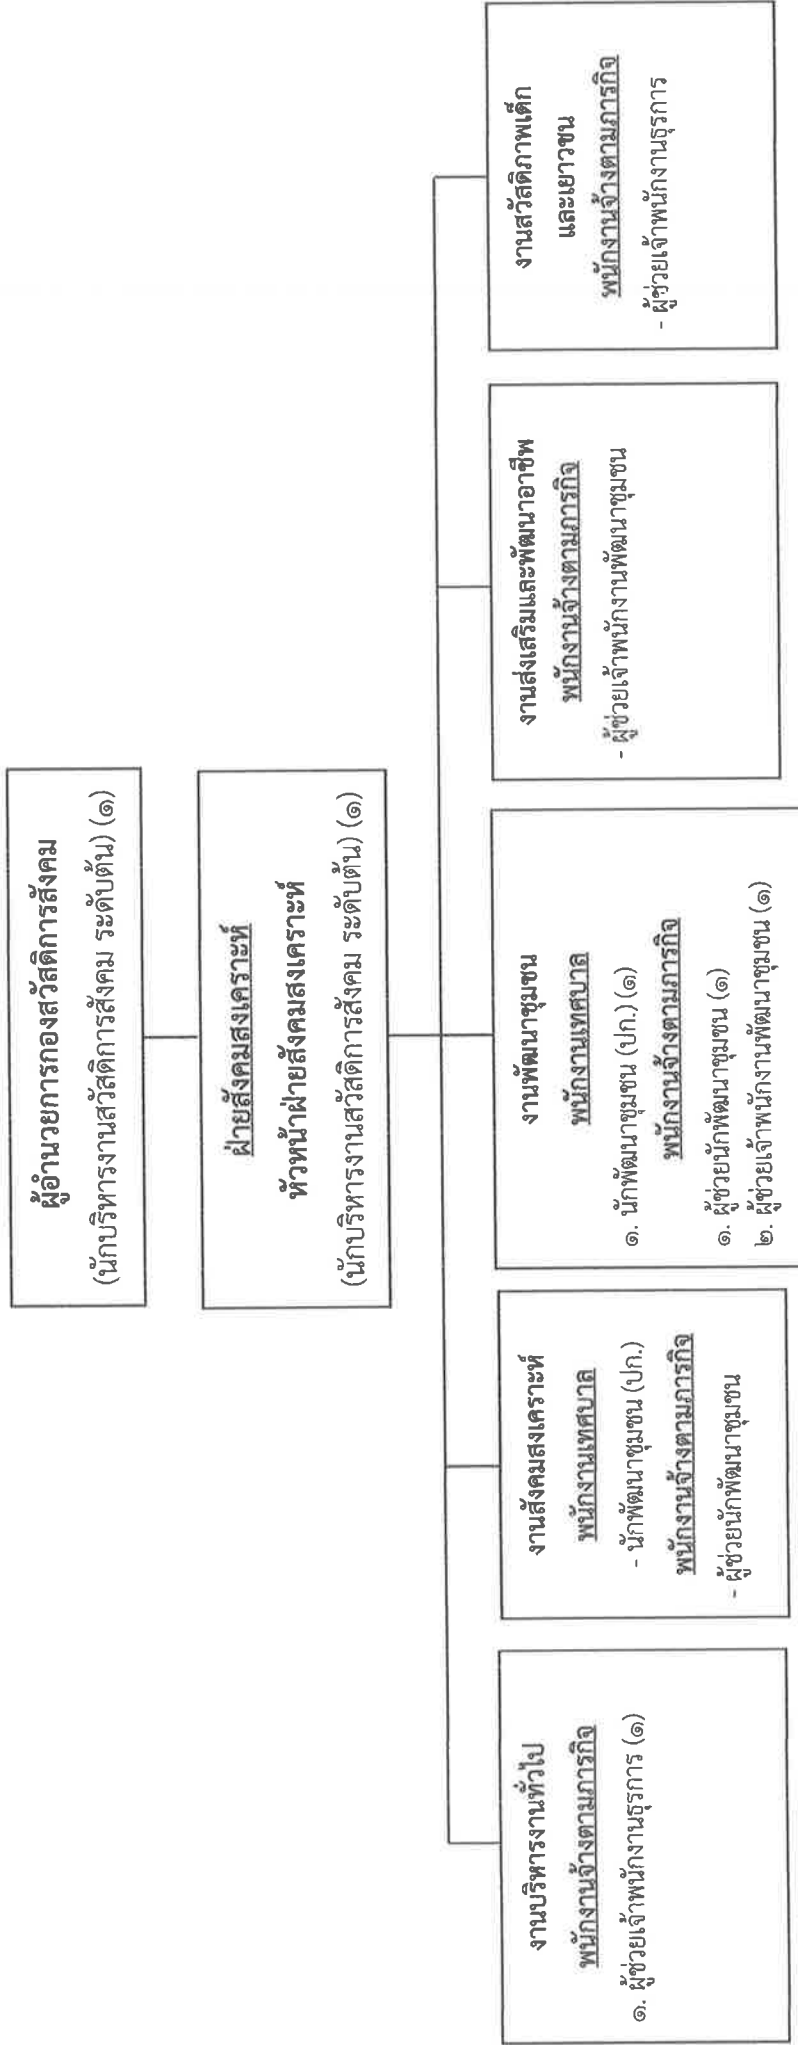 ผู้อำนวยการกองสวัสดิการสังคม
(นักบริหารงานสวัสดิการสังคม ระดับต้น) (๑)
ฝ่ายสังคมสงเคราะห์
หัวหน้าฝ่ายสังคมสงเคราะห์
(นักบริหารงานสวัสดิการสังคม ระดับต้น) (๑)
งานบริหารงานทั่วไป
พนักงานจ้างตามภารกิจ
๑. ผู้ช่วยเจ้าพนักงานธุรการ (๑)
งานสังคมสงเคราะห์
พนักงานเทศบาล
- นักพัฒนาชุมชน (ปก.)
พนักงานจ้างตามภารกิจ
- ผู้ช่วยนักพัฒนาชุมชน
งานพัฒนาชุมชน
พนักงานเทศบาล
๑. นักพัฒนาชุมชน (ปก.) (๑)
พนักงานจ้างตามภารกิจ
๑. ผู้ช่วยนักพัฒนาชุมชน (๑)
๒. ผู้ช่วยเจ้าพนักงานพัฒนาชุมชน (๑)
งานส่งเสริมและพัฒนาอาชีพ
พนักงานจ้างตามภารกิจ
- ผู้ช่วยเจ้าพนักงานพัฒนาชุมชน
งานสวัสดิภาพเด็ก
และเยาวชน
พนักงานจ้างตามภารกิจ
- ผู้ช่วยเจ้าพนักงานธุรการ